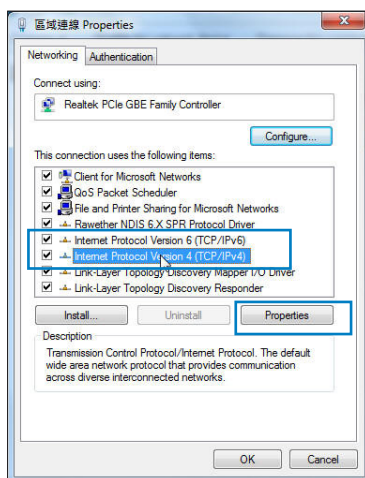 區域連線 Properties
Networking
Authentication
Connect using:
Realtek PCIe GBE Family Controller
Configure...
This connection uses the following items:
Client for Microsoft Networks
QoS Packet Scheduler
File and Printer Sharing for Microsoft Networks
Rawether NDIS 6.X SPR Protocol Driver
Internet Protocol Version 6 (TCP/IPv6)
Internet Protocol Version 4 (TCP/IPv4)
Link-Layer Topology Discovery Mapper I/O Driver
Link-Layer Topology Discovery Responder
Install...
Uninstall
Properties
Description
Transmission Control Protocol/Internet Protocol. The default
wide area network protocol that provides communication
across diverse interconnected networks.
OK
Cancel